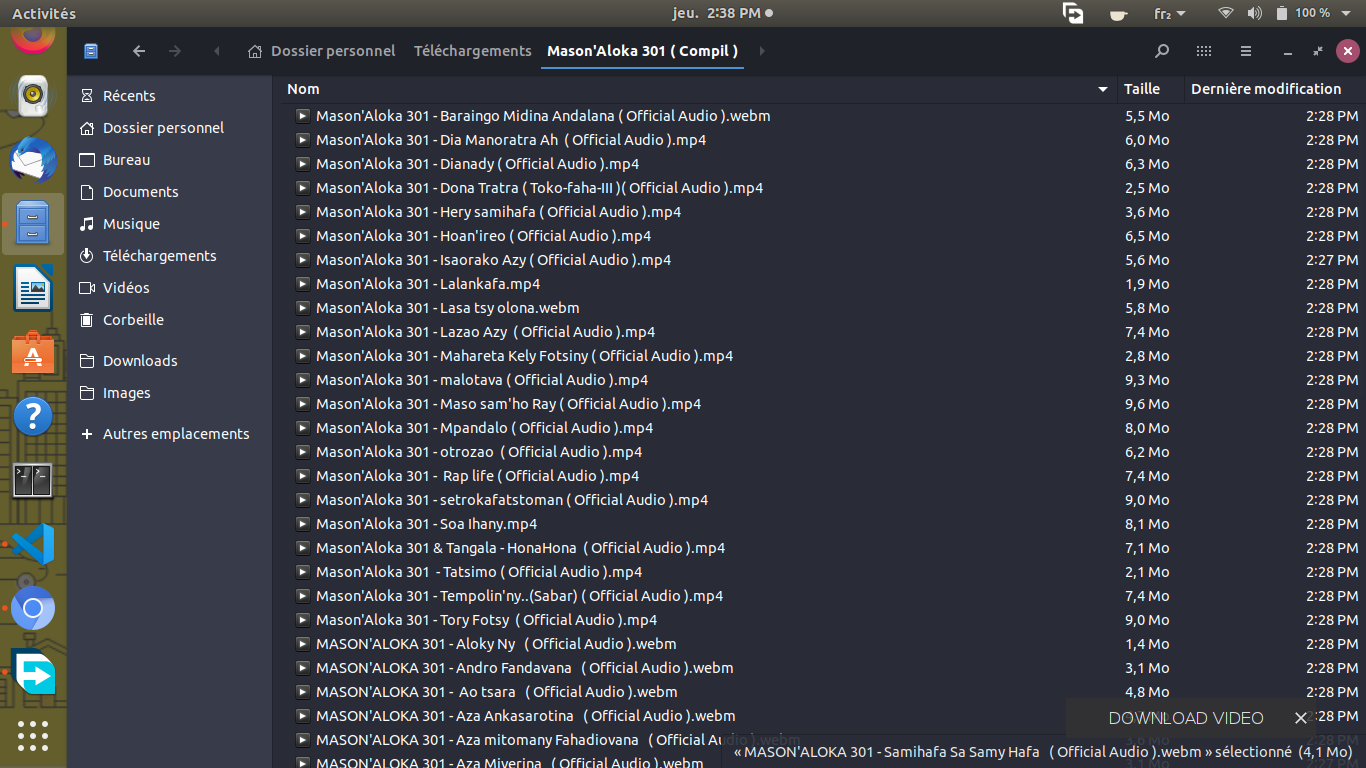 Activités
jeu. 2:38 PM
fr₂
100 %
Dossier personnel
Téléchargements
Mason'Aloka 301 ( Compil )
Récents
Dossier personnel
Bureau
Documents
Musique
Téléchargements
Vidéos
Corbeille
Downloads
Images
Autres emplacements
Nom Taille Dernière modification
Mason'Aloka 301 - Baraingo Midina Andalana ( Official Audio ).webm 5,5 Mo 2:28 PM
Mason'Aloka 301 - Dia Manoratra Ah ( Official Audio ).mp4 6,0 Mo 2:28 PM
Mason'Aloka 301 - Dianady ( Official Audio ).mp4 6,3 Mo 2:28 PM
Mason'Aloka 301 - Dona Tratra ( Toko-faha-III )( Official Audio ).mp4 2,5 Mo 2:28 PM
Mason'Aloka 301 - Hery samihafa ( Official Audio ).mp4 3,6 Mo 2:28 PM
Mason'Aloka 301 - Hoan'ireo ( Official Audio ).mp4 6,5 Mo 2:28 PM
Mason'Aloka 301 - Isaorako Azy ( Official Audio ).mp4 5,6 Mo 2:27 PM
Mason'Aloka 301 - Lalankafa.mp4 1,9 Mo 2:28 PM
Mason'Aloka 301 - Lasa tsy olona.webm 5,8 Mo 2:28 PM
Mason'Aloka 301 - Lazao Azy ( Official Audio ).mp4 7,4 Mo 2:28 PM
Mason'Aloka 301 - Mahareta Kely Fotsiny ( Official Audio ).mp4 2,8 Mo 2:28 PM
Mason'Aloka 301 - malotava ( Official Audio ).mp4 9,3 Mo 2:28 PM
Mason'Aloka 301 - Maso sam'ho Ray ( Official Audio ).mp4 9,6 Mo 2:28 PM
Mason'Aloka 301 - Mpandalo ( Official Audio ).mp4 8,0 Mo 2:28 PM
Mason'Aloka 301 - otrozao ( Official Audio ).mp4 6,2 Mo 2:28 PM
Mason'Aloka 301 - Rap life ( Official Audio ).mp4 7,4 Mo 2:28 PM
Mason'Aloka 301 - setrokafatstoman ( Official Audio ).mp4 9,0 Mo 2:28 PM
Mason'Aloka 301 - Soa Ihany.mp4 8,1 Mo 2:28 PM
Mason'Aloka 301 & Tangala - HonaHona ( Official Audio ).mp4 7,1 Mo 2:28 PM
Mason'Aloka 301 - Tatsimo ( Official Audio ).mp4 2,1 Mo 2:28 PM
Mason'Aloka 301 - Tempolin'ny..(Sabar) ( Official Audio ).mp4 7,4 Mo 2:28 PM
Mason'Aloka 301 - Tory Fotsy ( Official Audio ).mp4 9,0 Mo 2:28 PM
MASON'ALOKA 301 - Aloky Ny ( Official Audio ).webm 1,4 Mo 2:28 PM
MASON'ALOKA 301 - Andro Fandavana ( Official Audio ).webm 3,1 Mo 2:28 PM
MASON'ALOKA 301 - Ao tsara ( Official Audio ).webm 4,8 Mo 2:28 PM
MASON'ALOKA 301 - Aza Ankasarotina ( Official Audio ).webm 2:28 PM
DOWNLOAD VIDEO
MASON'ALOKA 301 - Aza mitomany Fahadiovana ( Official Audio ).webm 3,6 Mo 2:28 PM
« MASON'ALOKA 301 - Samihafa Sa Samy Hafa ( Official Audio ).webm » sélectionné (4,1 Mo)
MASON'ALOKA 301 - Aza Miverina ( Official Audio ).webm